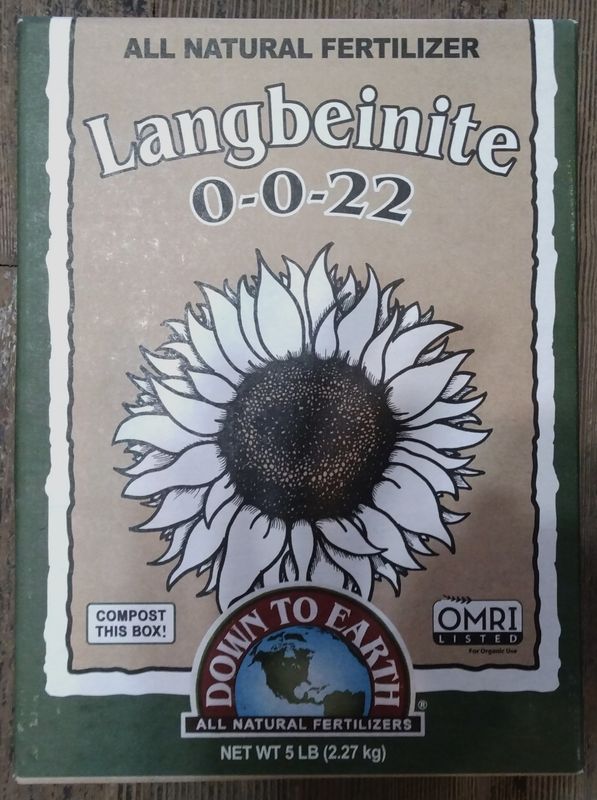 ALL NATURAL FERTILIZER
Langbeinite
0-0-22
COMPOST
THIS BOX!
OMRI
LISTED
For Organic Use
DOWN TO EARTH
®
ALL NATURAL FERTILIZERS
NET WT 5 LB (2.27 kg)